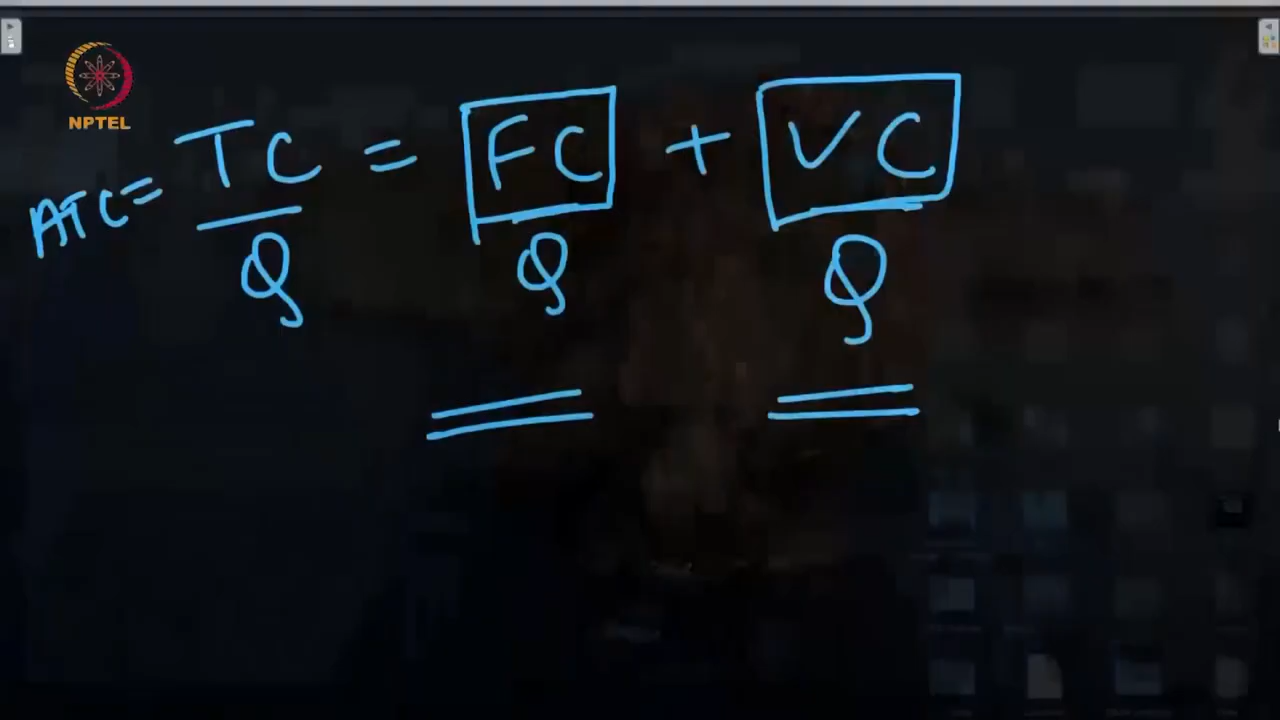 NPTEL
ATC = TC / Q = FC / Q + VC / Q